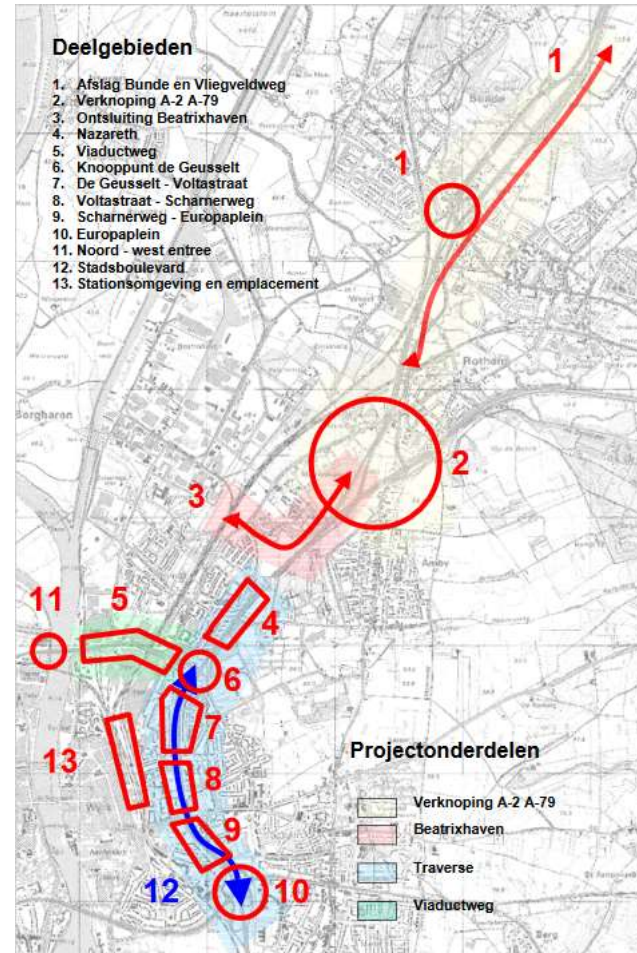 Deelgebieden
1. Afslag Bunde en Vliegveldweg
2. Verknoping A-2 A-79
3. Ontsluiting Beatrixhaven
4. Nazareth
5. Viaductweg
6. Knooppunt de Geusselt
7. De Geusselt - Voltastraat
8. Voltastraat - Scharnerweg
9. Scharnerweg - Europaplein
10. Europaplein
11. Noord - west entree
12. Stadsboulevard
13. Stationsomgeving en emplacement
1
1
Bunde
Rothem
Borgharen
2
3
Amby
4
11
5
6
7
13
8
9
12
10
Projectonderdelen
Verknoping A-2 A-79
Beatrixhaven
Traverse
Viaductweg
Berg